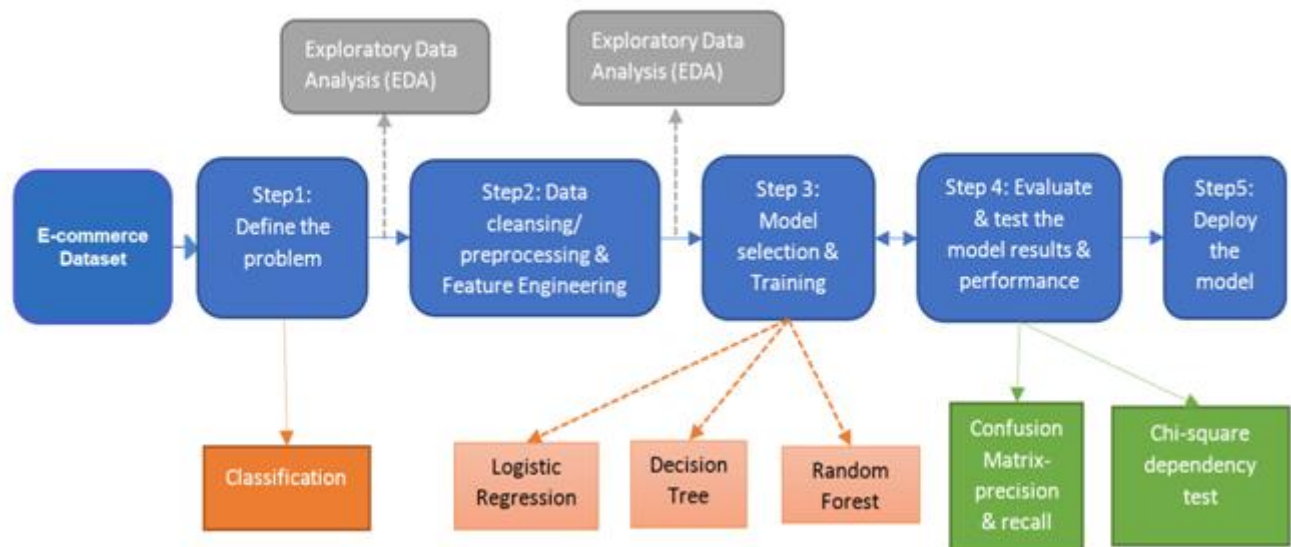 Exploratory Data
Analysis (EDA)
Exploratory Data
Analysis (EDA)
E-commerce
Dataset
Step1:
Define the
problem
Step2: Data
cleansing/
preprocessing &
Feature Engineering
Step 3:
Model
selection &
Training
Step 4: Evaluate
& test the
model results &
performance
Step5:
Deploy
the
model
Classification
Logistic
Regression
Decision
Tree
Random
Forest
Confusion
Matrix-
precision
& recall
Chi-square
dependency
test